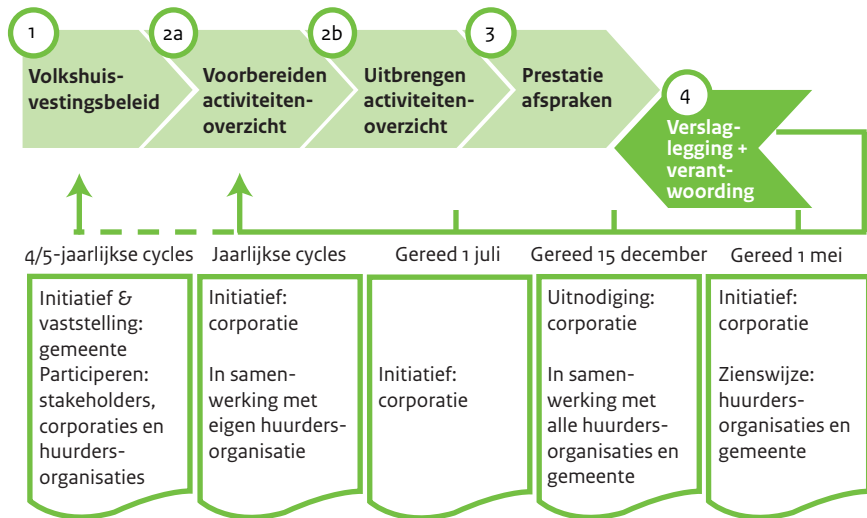 1
Volkshuis-
vestingsbeleid
2a
Voorbereiden
activiteiten-
overzicht
2b
Uitbrengen
activiteiten-
overzicht
3
Prestatie
afspraken
4
Verslag-
legging +
verant-
woording
4/5-jaarlijkse cycles
Initiatief &
vaststelling:
gemeente
Participeren:
stakeholders,
corporaties en
huurders-
organisaties
Jaarlijkse cycles
Initiatief:
corporatie
In samen-
werking met
eigen huurders-
organisatie
Gereed 1 juli
Initiatief:
corporatie
Gereed 15 december
Uitnodiging:
corporatie
In samen-
werking met
alle huurders-
organisaties en
gemeente
Gereed 1 mei
Initiatief:
corporatie
Zienswijze:
huurders-
organisaties en
gemeente